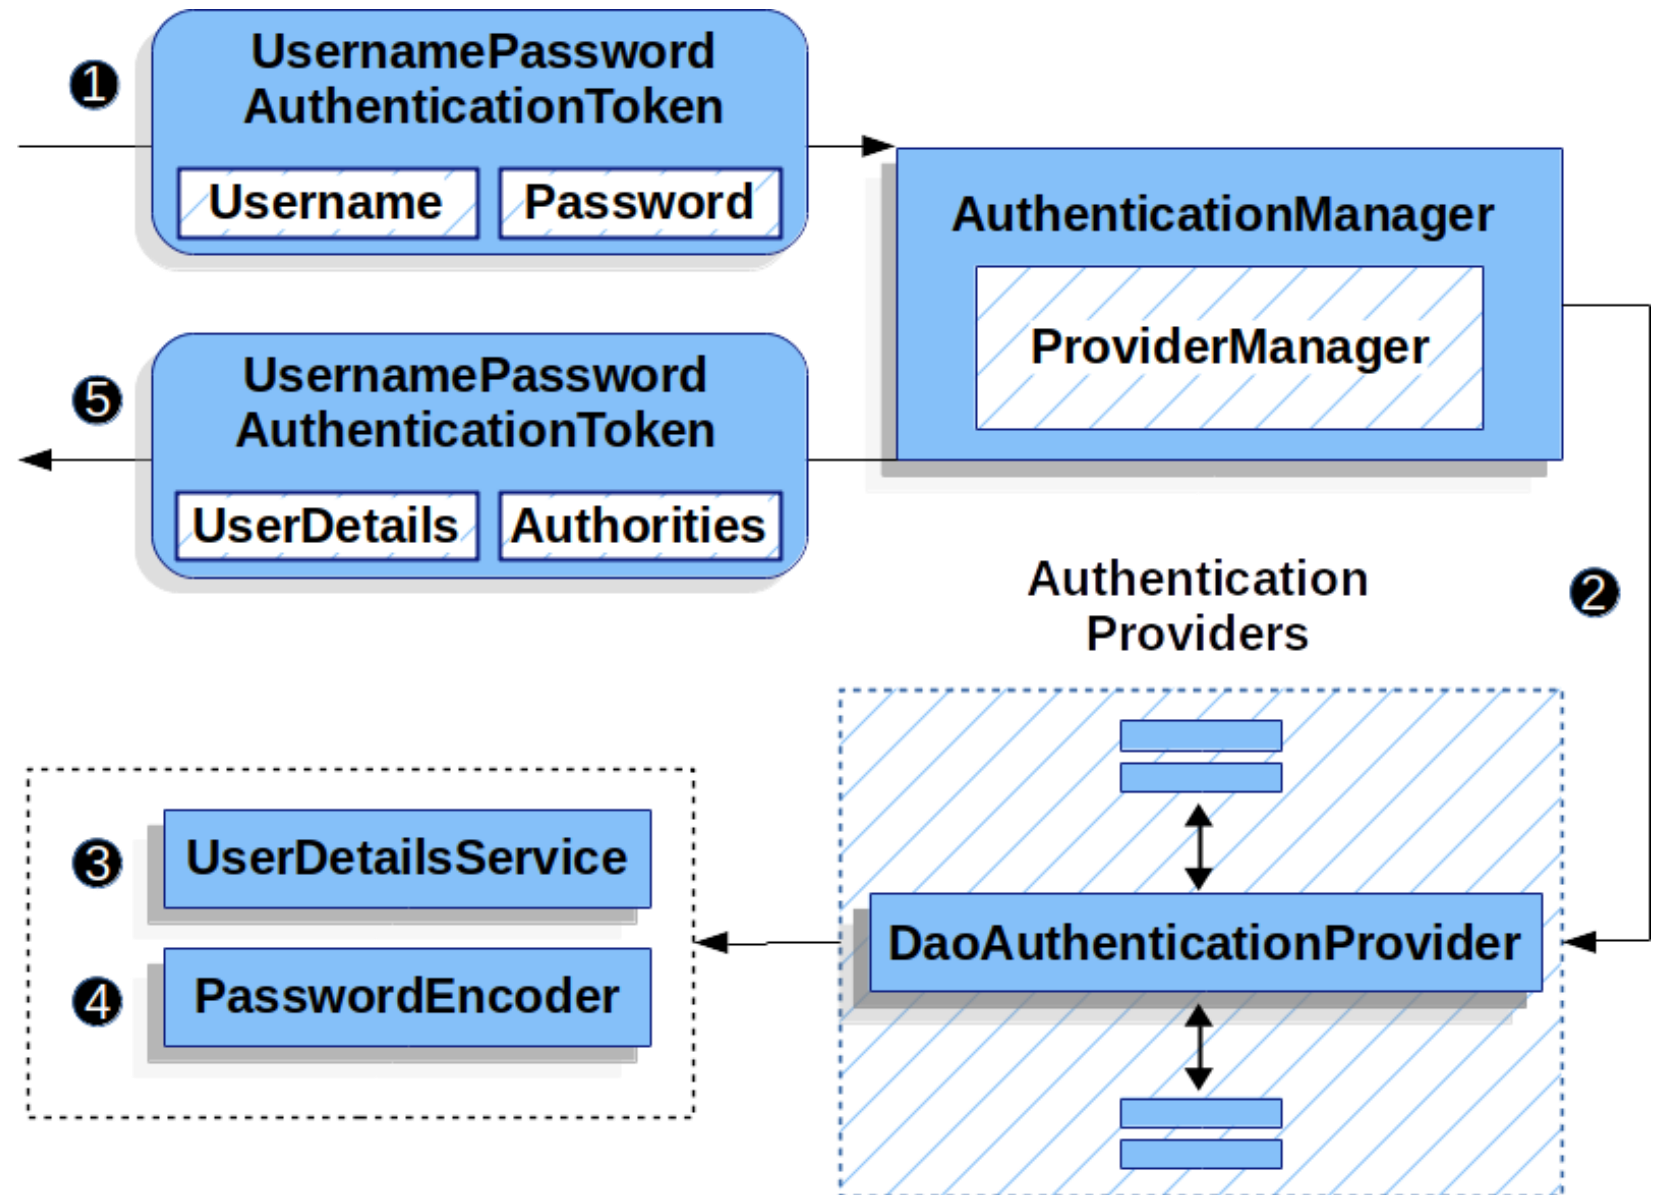 1
UsernamePassword
AuthenticationToken
Username
Password
AuthenticationManager
ProviderManager
5
UsernamePassword
AuthenticationToken
UserDetails
Authorities
2
Authentication
Providers
DaoAuthenticationProvider
3
UserDetailsService
4
PasswordEncoder